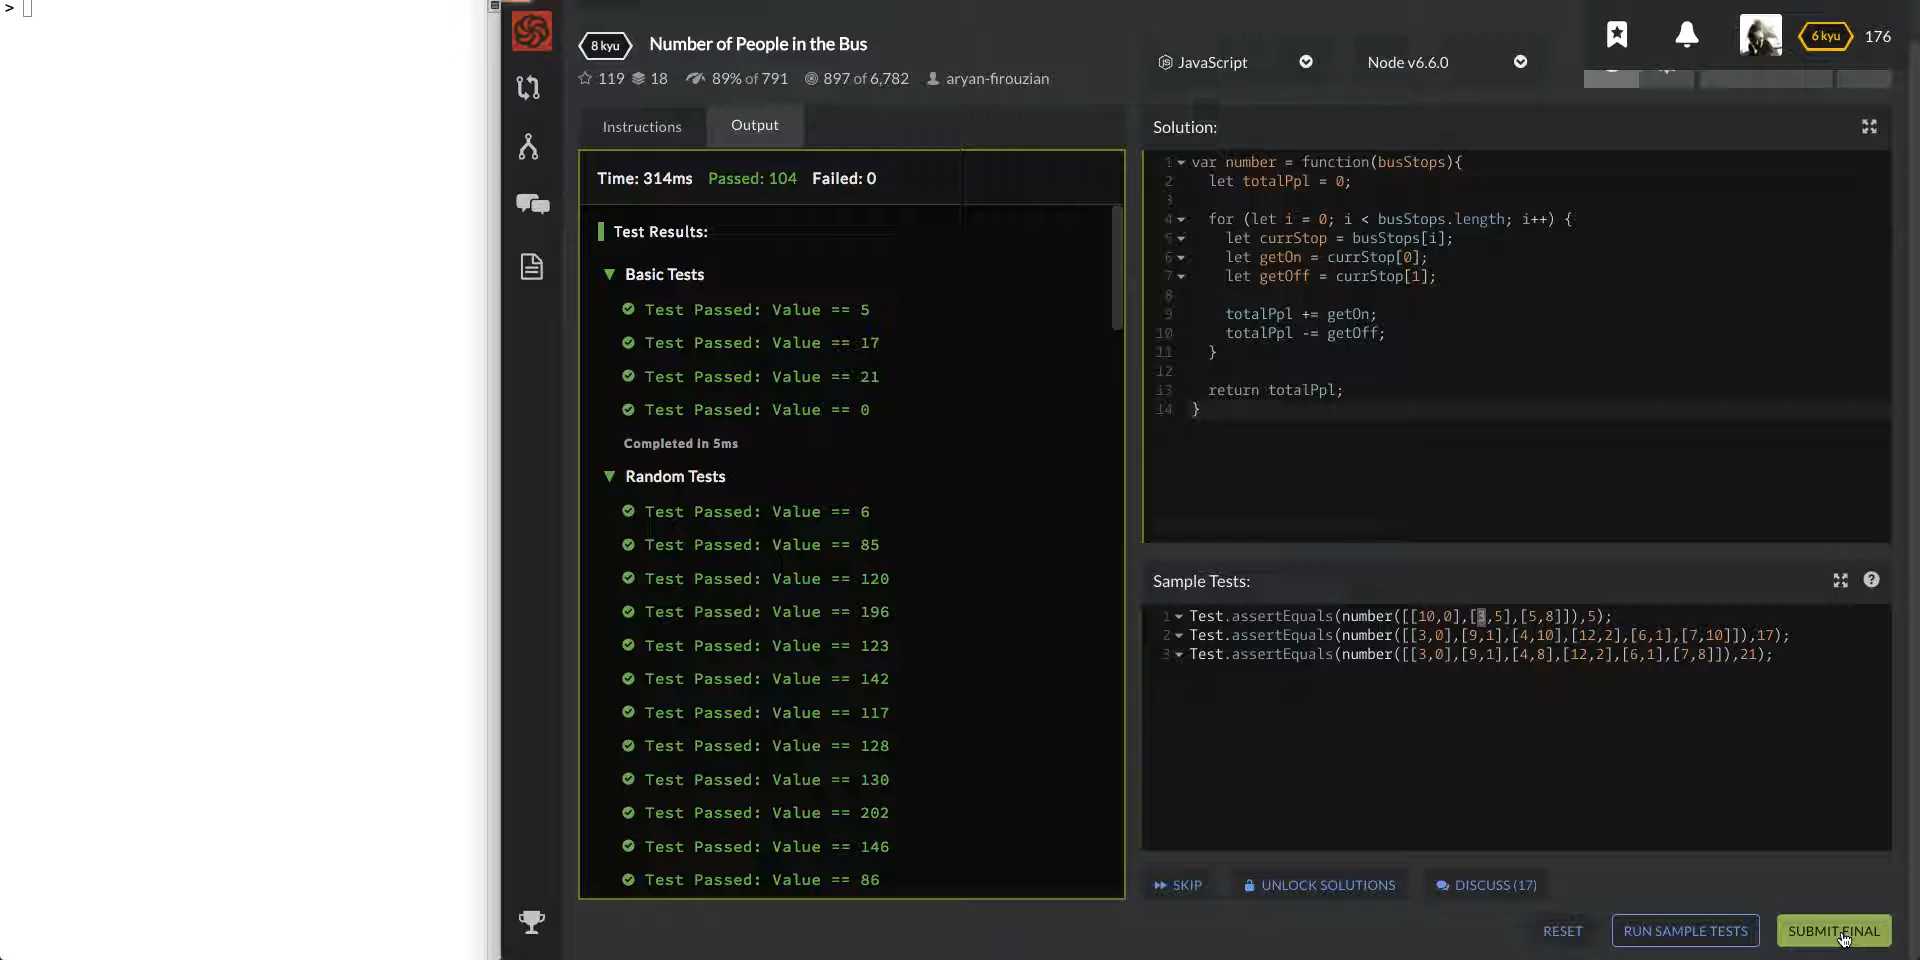 >
8 kyu Number of People in the Bus
119 18 89% of 791 897 of 6,782 aryan-firouzian
JavaScript
Node v6.6.0
6 kyu 176
Instructions
Output
Time: 314ms Passed: 104 Failed: 0
Test Results:
Basic Tests
Test Passed: Value == 5
Test Passed: Value == 17
Test Passed: Value == 21
Test Passed: Value == 0
Completed in 5ms
Random Tests
Test Passed: Value == 6
Test Passed: Value == 85
Test Passed: Value == 120
Test Passed: Value == 196
Test Passed: Value == 123
Test Passed: Value == 142
Test Passed: Value == 117
Test Passed: Value == 128
Test Passed: Value == 130
Test Passed: Value == 202
Test Passed: Value == 146
Test Passed: Value == 86
Solution:
1 var number = function(busStops){
2 let totalPpl = 0;
3
4 for (let i = 0; i < busStops.length; i++) {
5 let currStop = busStops[i];
6 let getOn = currStop[0];
7 let getOff = currStop[1];
8
9 totalPpl += getOn;
10 totalPpl -= getOff;
11 }
12
13 return totalPpl;
14 }
Sample Tests:
1 Test.assertEquals(number([[10,0],[3,5],[5,8]]),5);
2 Test.assertEquals(number([[3,0],[9,1],[4,10],[12,2],[6,1],[7,10]]),17);
3 Test.assertEquals(number([[3,0],[9,1],[4,8],[12,2],[6,1],[7,8]]),21);
SKIP
UNLOCK SOLUTIONS
DISCUSS (17)
RESET
RUN SAMPLE TESTS
SUBMIT FINAL